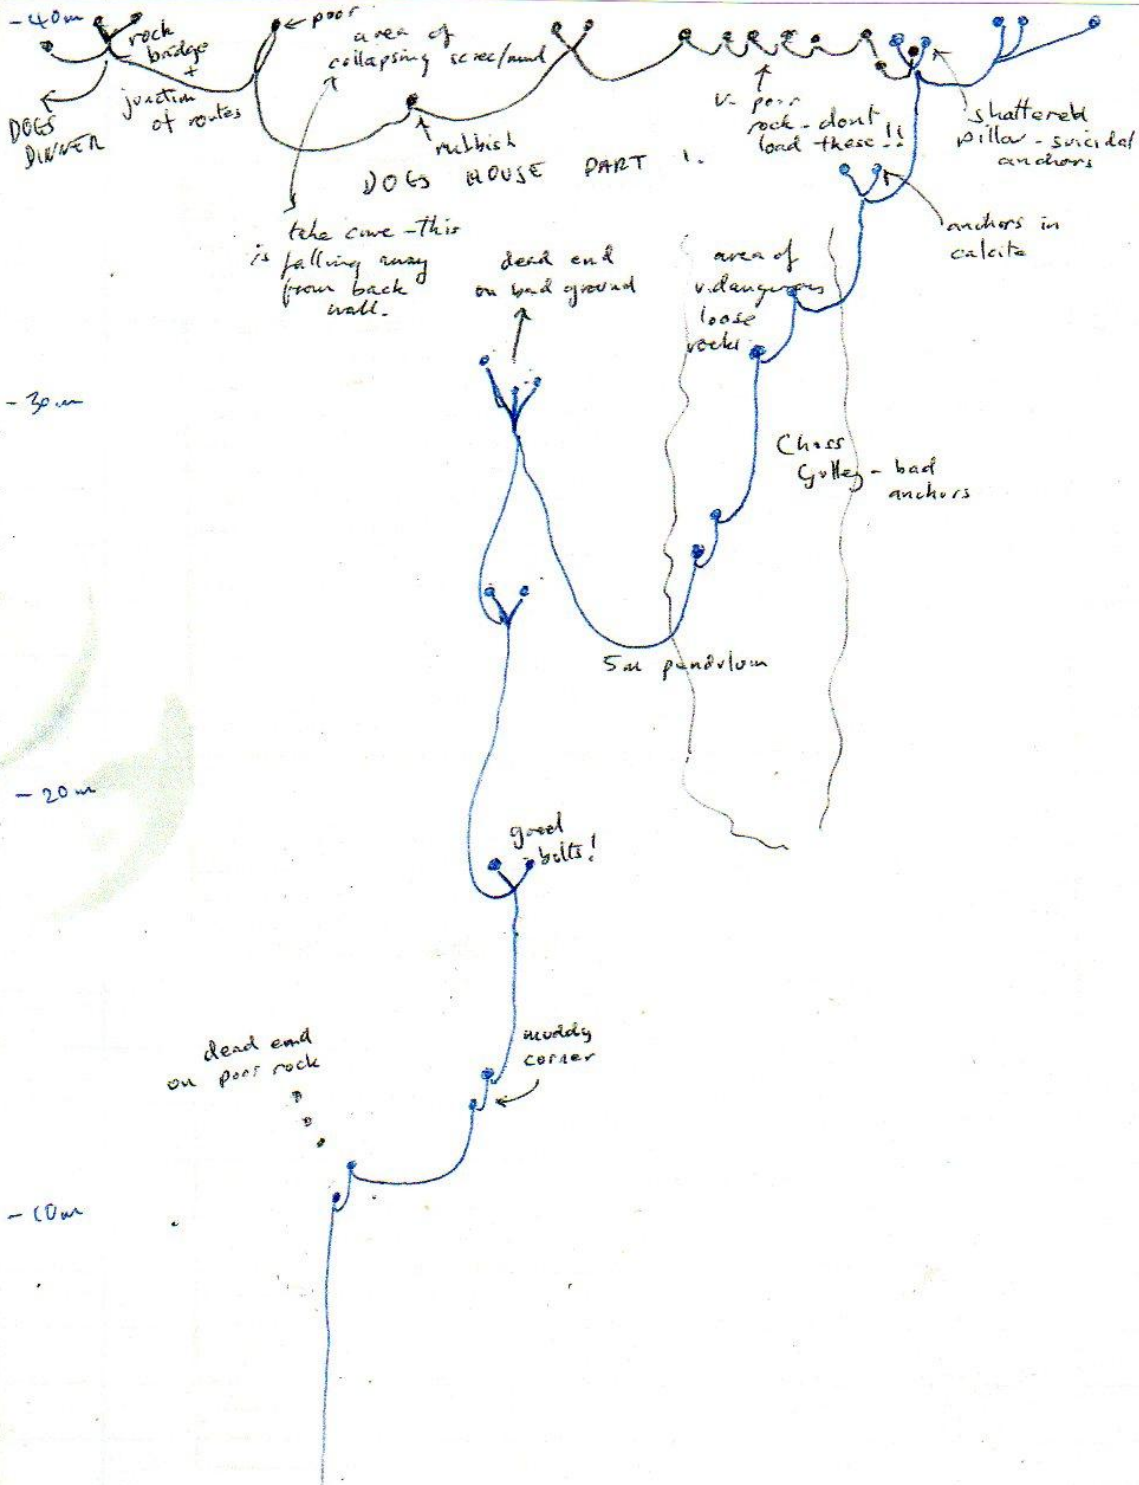 -40m
rock
bridge
+
junction
of routes
DOGS
DINNER
← poor
area of
collapsing scree/mud
rubbish
DOGS HOUSE PART 1.
v. poor
rock - dont
load these!!
shattered
pillar - suicidal
anchors
anchors in
calcite
take care - this
is falling away
from back
wall.
dead end
on bad ground
area of
v.dangerous
loose
rocks
-30m
Choss
Gulley - bad
anchors
5m pendulum
-20m
good
bolts!
muddy
corner
dead end
on poor rock
-10m